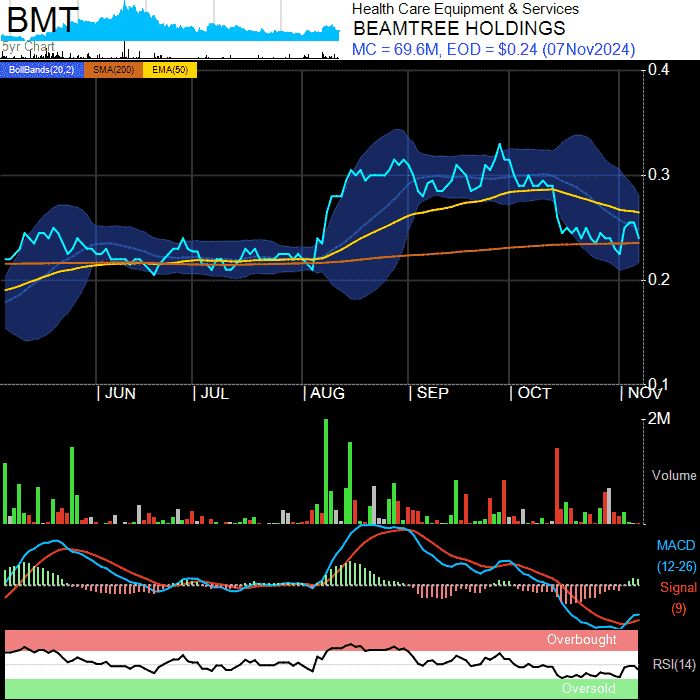 BMT
5yr Chart
Health Care Equipment & Services
BEAMTREE HOLDINGS
MC = 69.6M, EOD = $0.24 (07Nov2024)
BollBands(20,2) SMA(200) EMA(50)
0.4
0.3
0.2
0.1
JUN JUL AUG SEP OCT NOV
2M
Volume
MACD
(12-26)
Signal
(9)
Overbought
RSI(14)
Oversold